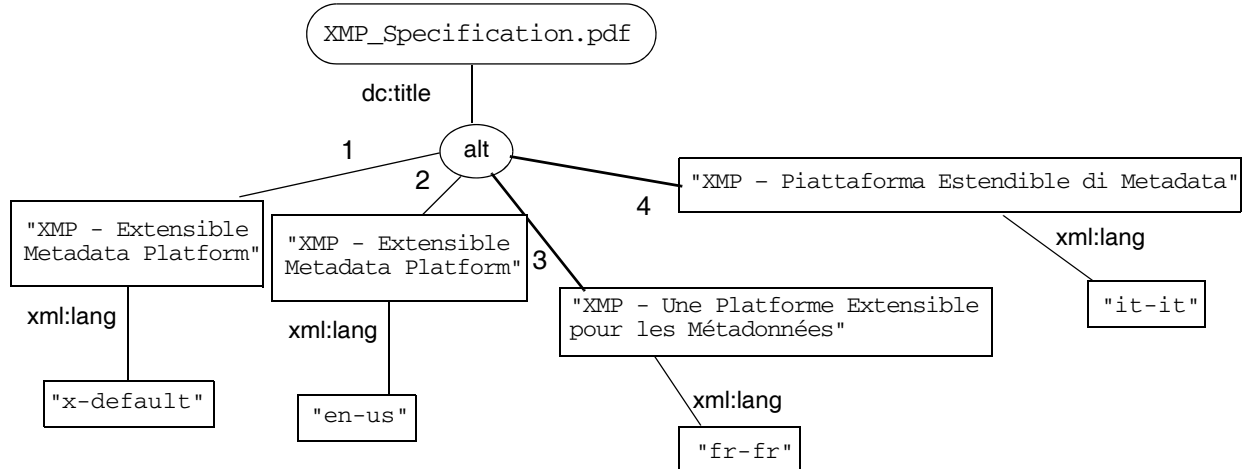 XMP_Specification.pdf
dc:title
alt
1
2
3
4
"XMP – Piattaforma Estendible di Metadata"
"XMP - Extensible
Metadata Platform"
"XMP - Extensible
Metadata Platform"
"XMP - Une Platforme Extensible
pour les Métadonnées"
xml:lang
xml:lang
xml:lang
xml:lang
"x-default"
"en-us"
"fr-fr"
"it-it"